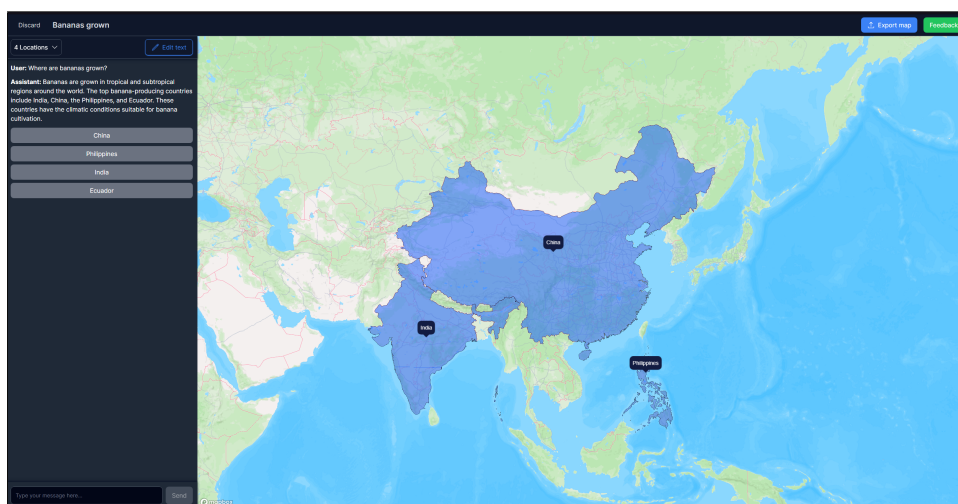 Discard Bananas grown Export map Feedback
4 Locations Edit text
User: Where are bananas grown?
Assistant: Bananas are grown in tropical and subtropical
regions around the world. The top banana-producing countries
include India, China, the Philippines, and Ecuador. These
countries have the climatic conditions suitable for banana
cultivation.
China
Philippines
India
Ecuador
China
India
Philippines
Type your message here... Send